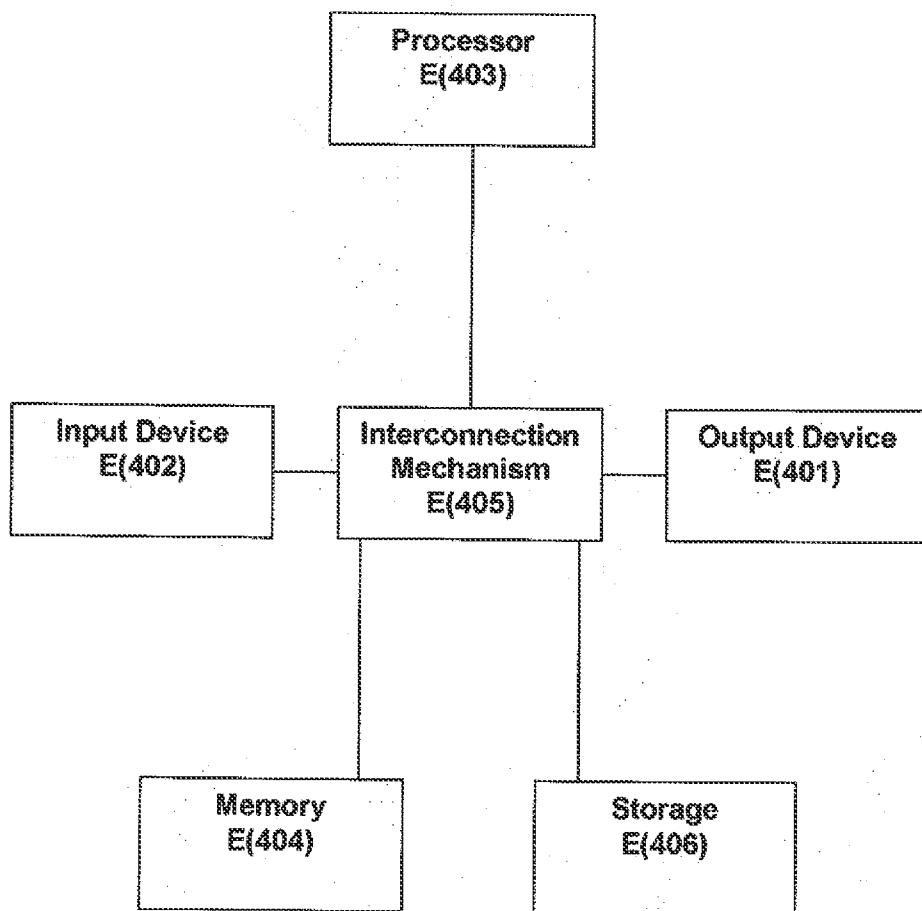 Processor
E(403)
Input Device
E(402)
Interconnection
Mechanism
E(405)
Output Device
E(401)
Memory
E(404)
Storage
E(406)